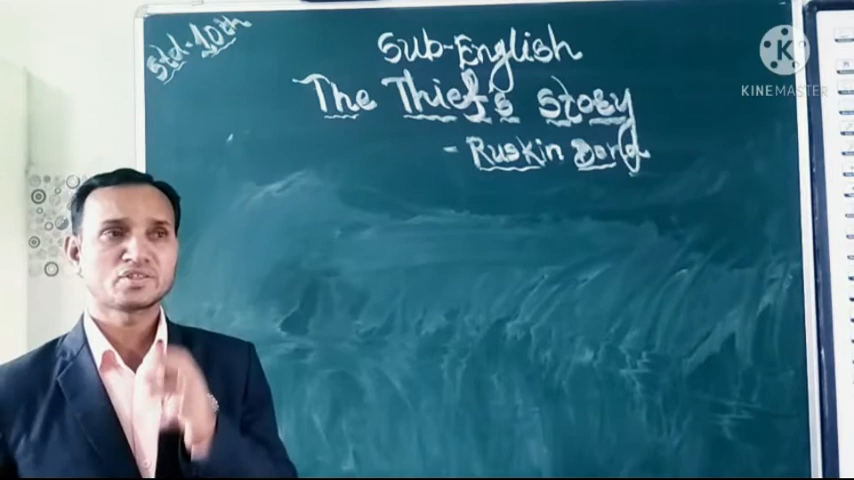 Std-10th
Sub-English
The Thief's Story
- Ruskin Bond
KINEMASTER